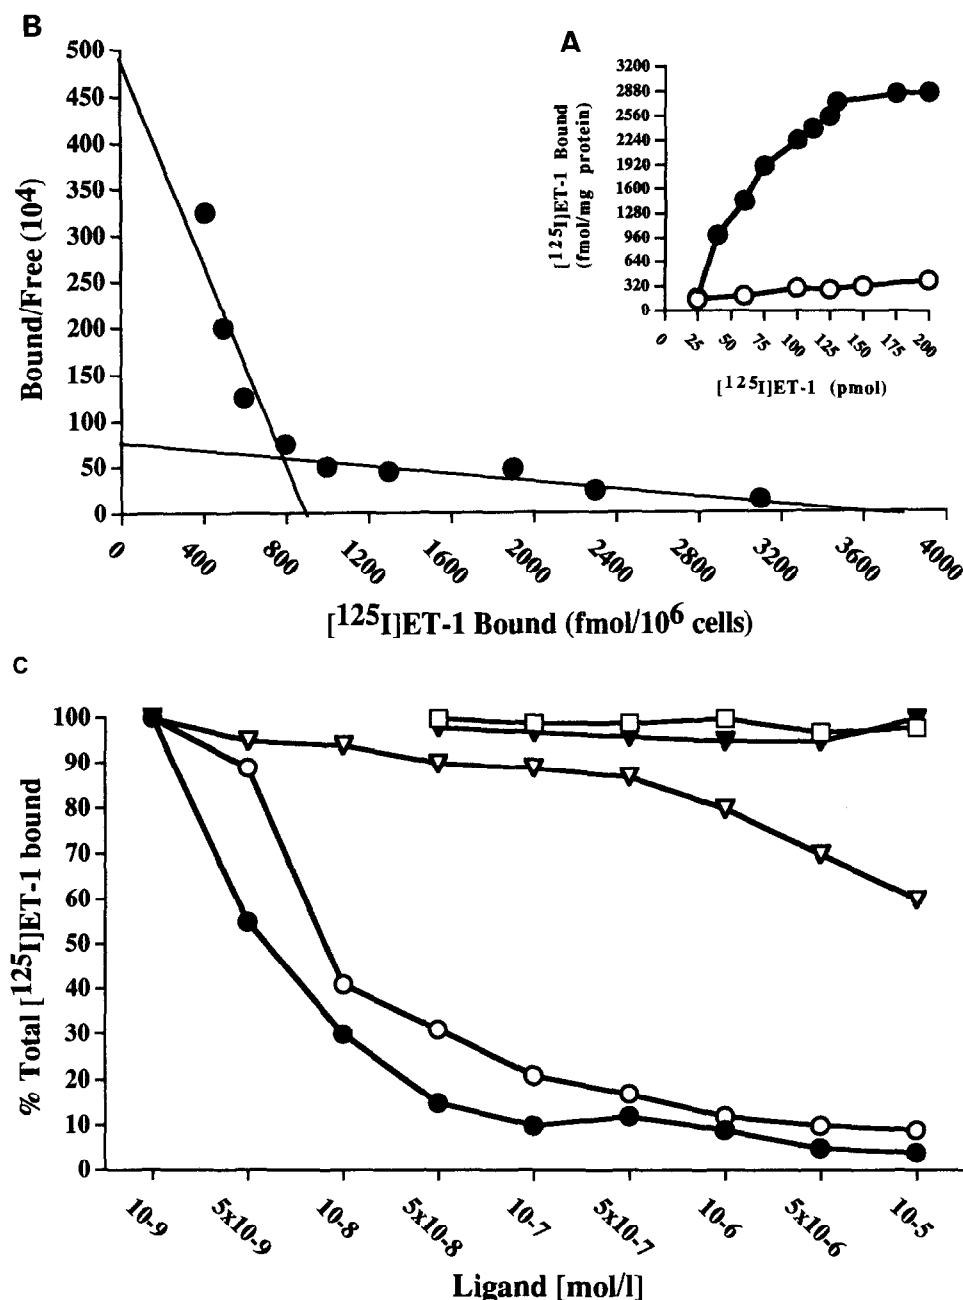 B
500
450
400
350
300
250
200
150
100
50
0
Bound/Free (10⁴)
0 400 800 1200 1600 2000 2400 2800 3200 3600 4000
[¹²⁵I]ET-1 Bound (fmol/10⁶ cells)
A
3200
2880
2560
2240
1920
1600
1280
960
640
320
0
[¹²⁵I]ET-1 Bound
(fmol/mg protein)
0 25 50 75 100 125 150 175 200
[¹²⁵I]ET-1 (pmol)
C
100
90
80
70
60
50
40
30
20
10
0
% Total [¹²⁵I]ET-1 bound
10-9 5x10-9 10-8 5x10-8 10-7 5x10-7 10-6 5x10-6 10-5
Ligand [mol/l]